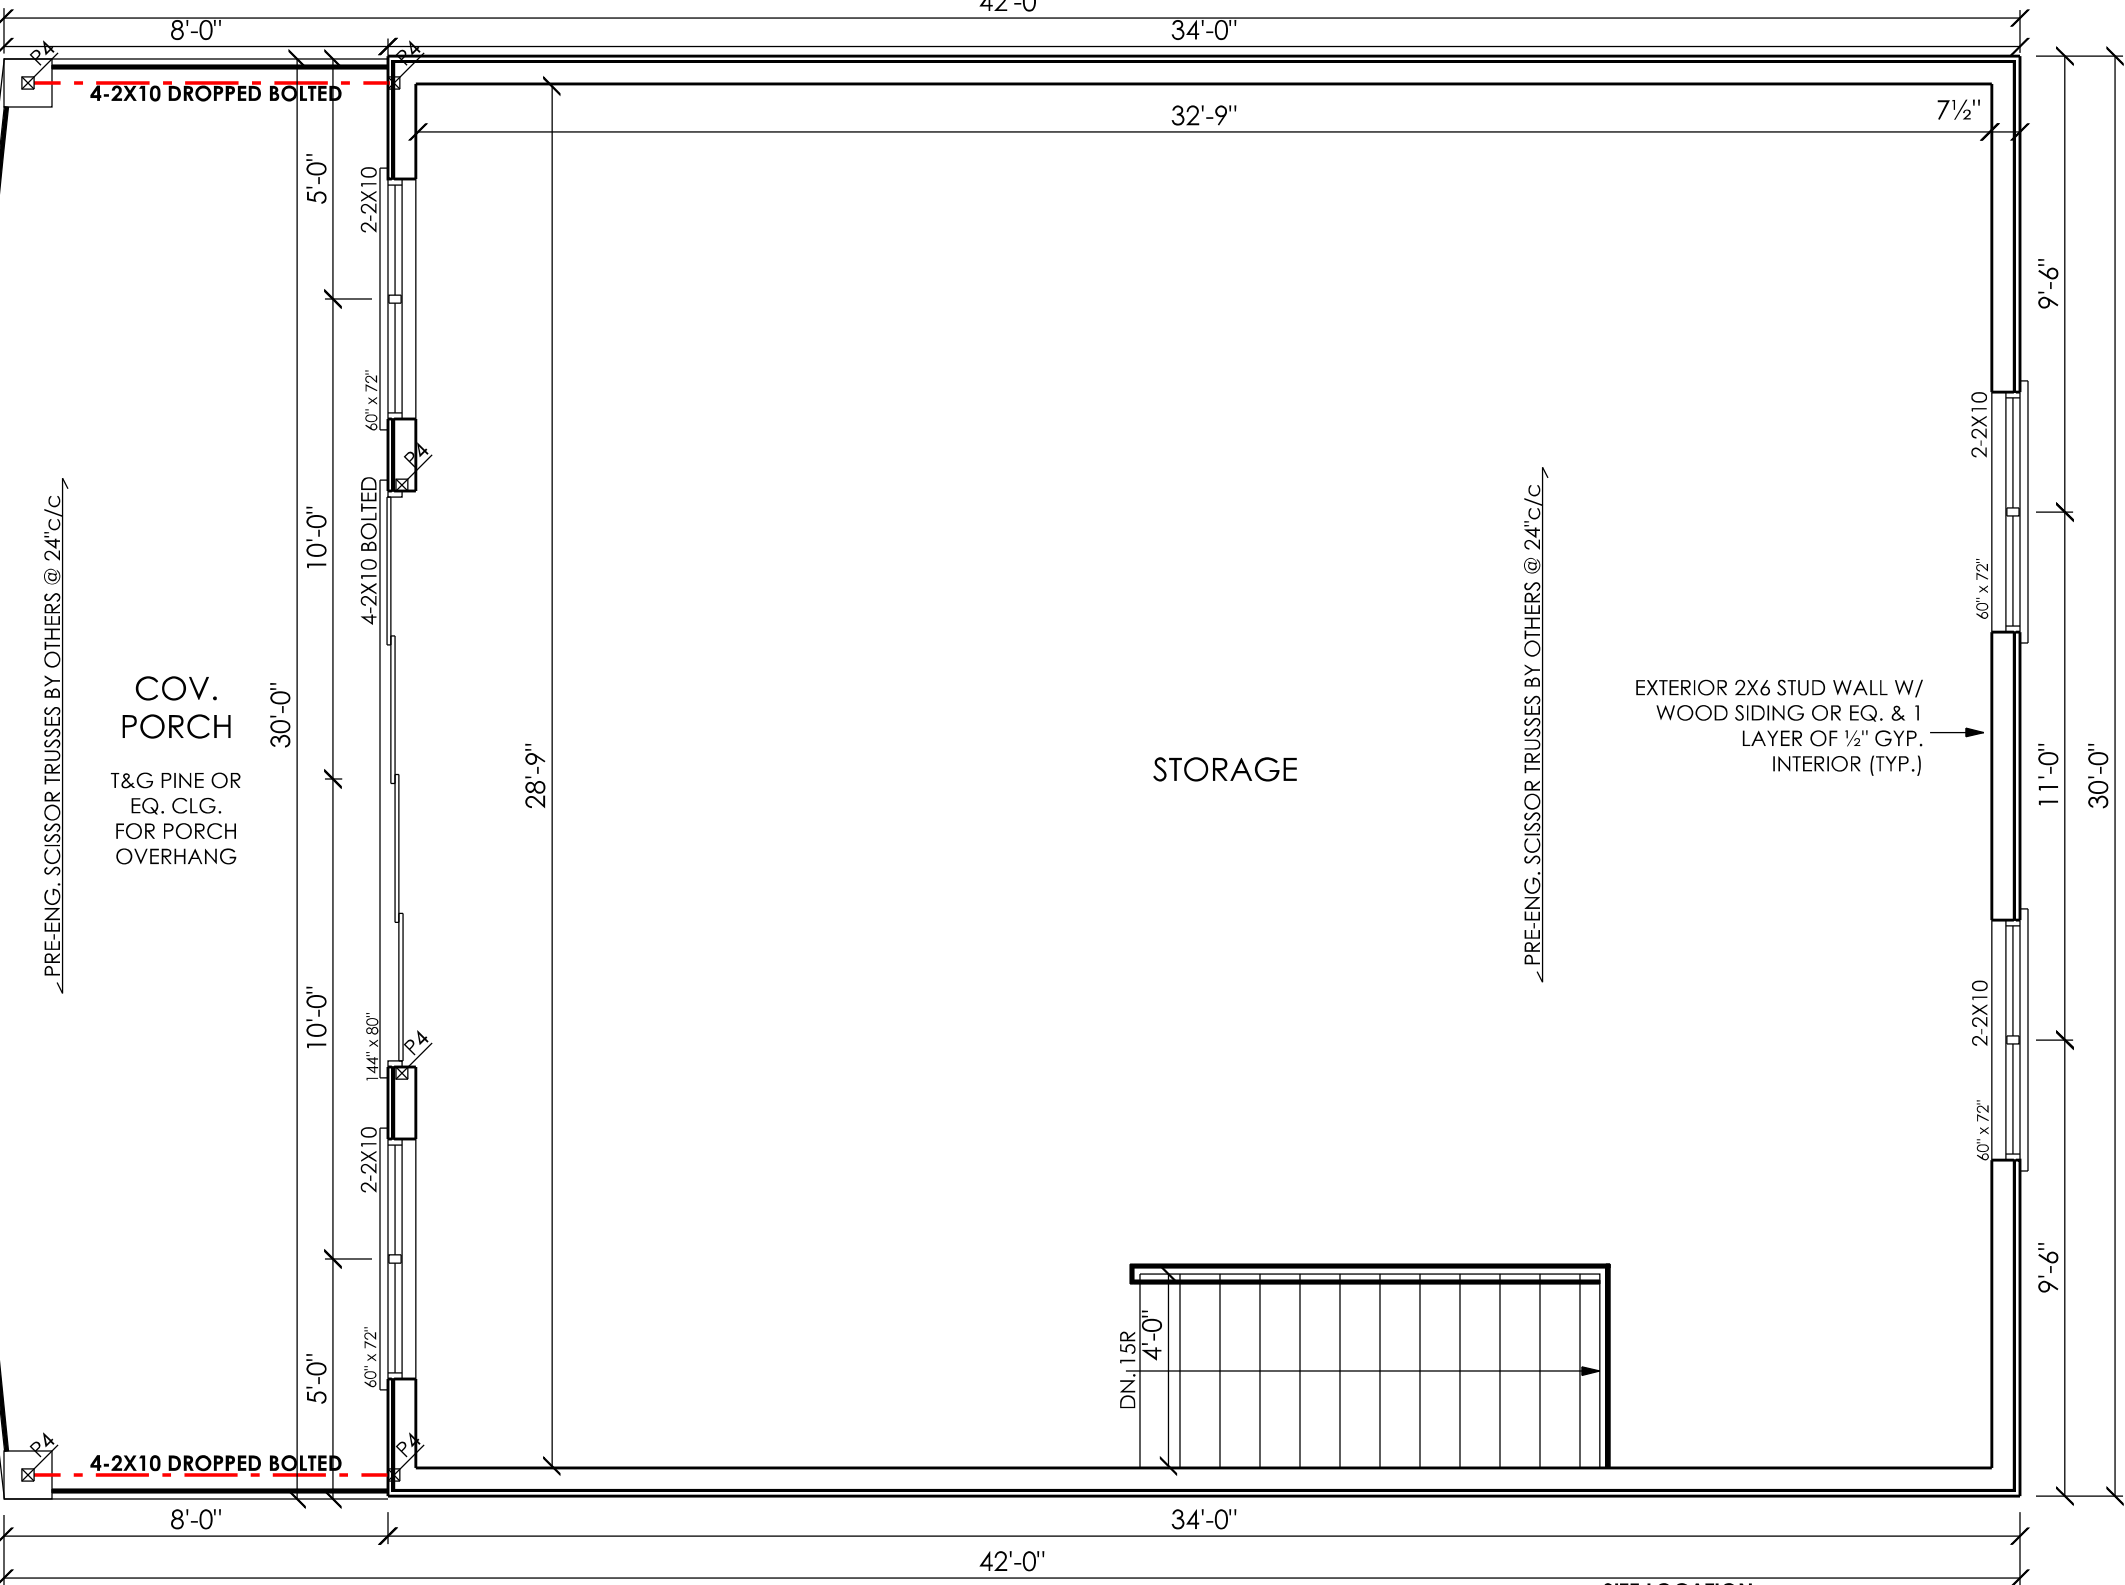 42'-0"
8'-0"
34'-0"
P4
P4
4-2X10 DROPPED BOLTED
32'-9"
7½"
5'-0"
2-2X10
9'-6"
60" x 72"
2-2X10
P4
4-2X10 BOLTED
10'-0"
PRE-ENG. SCISSOR TRUSSES BY OTHERS @ 24"c/c
PRE-ENG. SCISSOR TRUSSES BY OTHERS @ 24"c/c
60" x 72"
COV.
PORCH
30'-0"
T&G PINE OR
EQ. CLG.
FOR PORCH
OVERHANG
28'-9"
STORAGE
EXTERIOR 2X6 STUD WALL W/
WOOD SIDING OR EQ. & 1
LAYER OF ½" GYP.
INTERIOR (TYP.)
11'-0"
30'-0"
10'-0"
144" x 80"
P4
2-2X10
2-2X10
60" x 72"
9'-6"
5'-0"
60" x 72"
DN. 15R
4'-0"
P4
P4
4-2X10 DROPPED BOLTED
8'-0"
34'-0"
42'-0"
SITE LOCATION